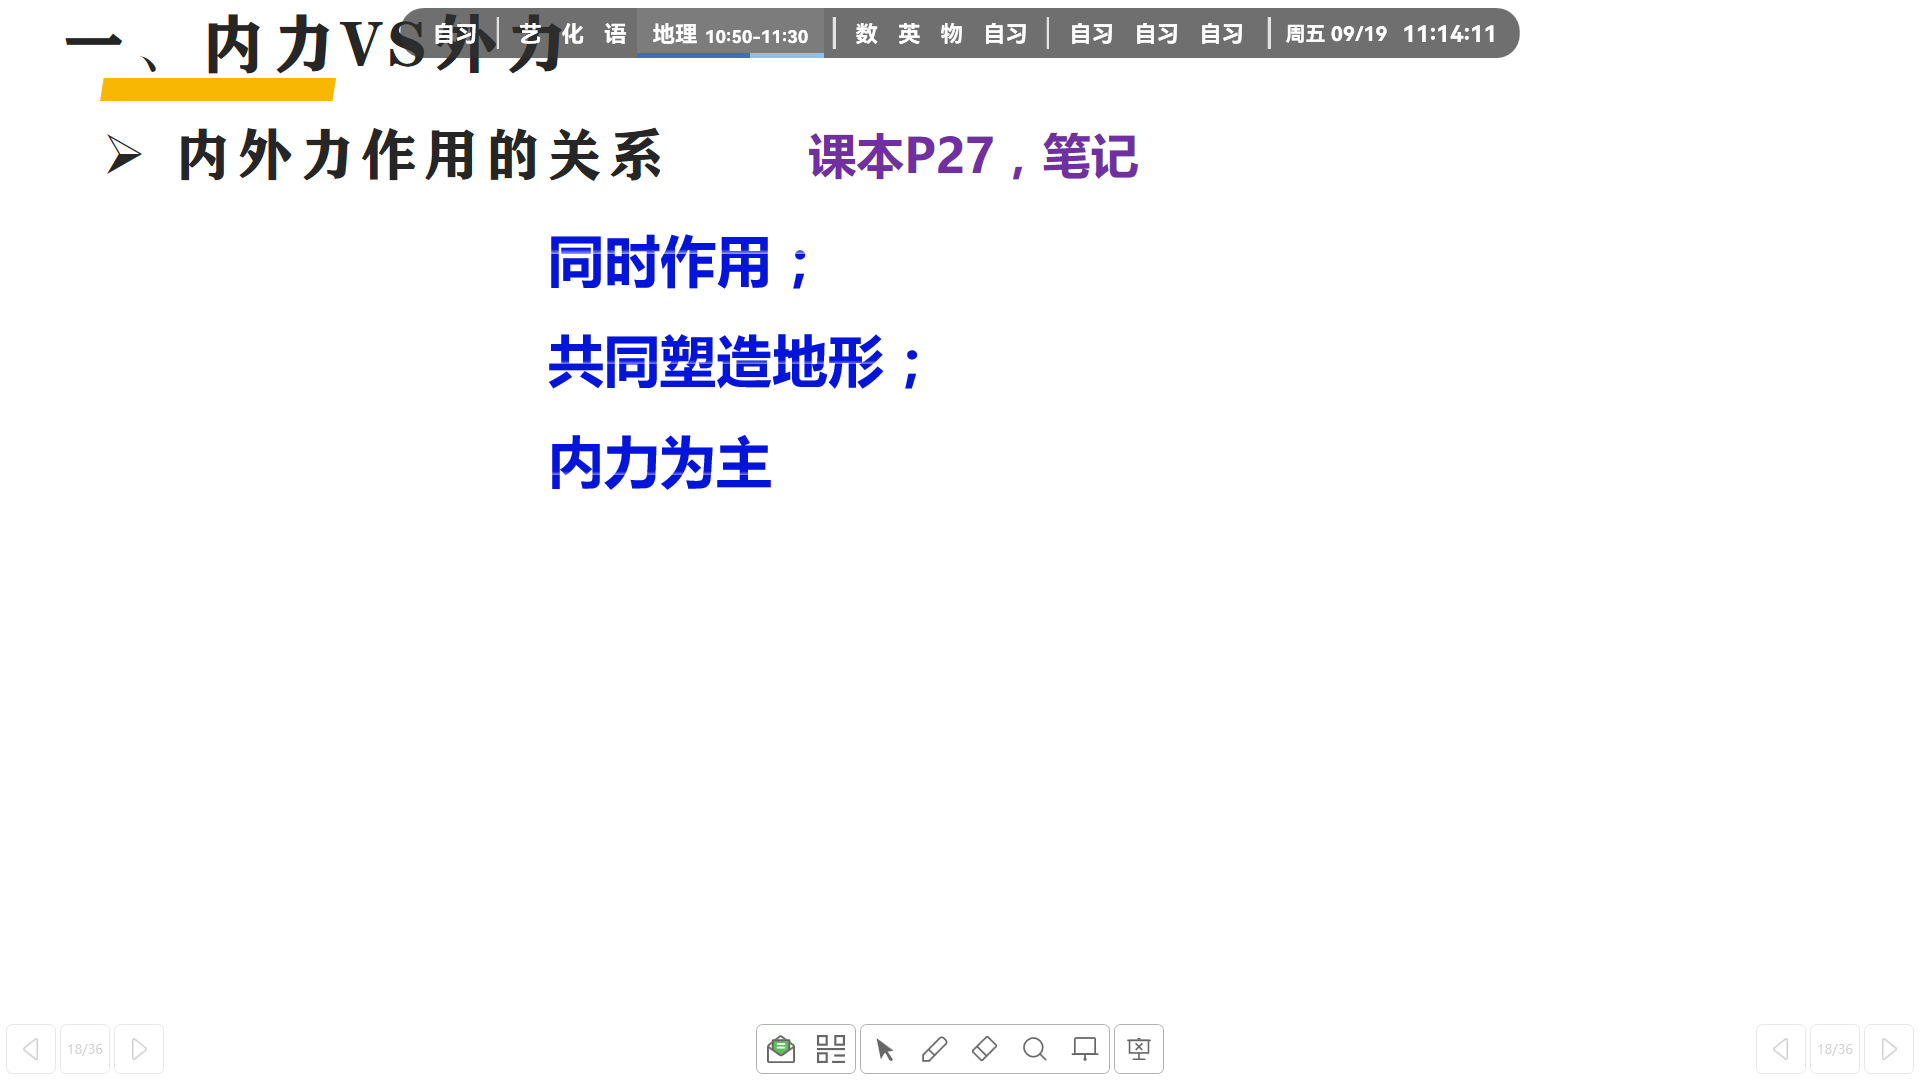 一、内力VS外力
自习 艺 化 语 地理 10:50-11:30 数 英 物 自习 自习 自习 自习 周五 09/19 11:14:11
内外力作用的关系 课本P27，笔记
同时作用；
共同塑造地形；
内力为主
18/36 18/36